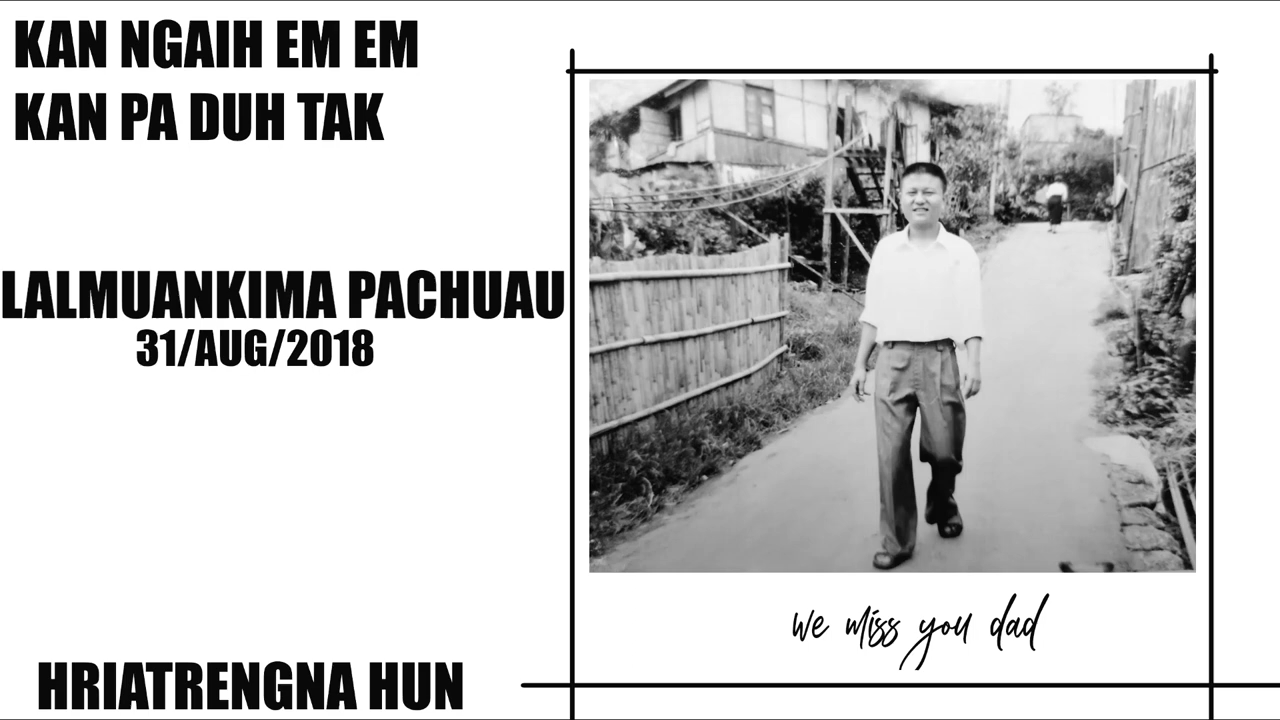 KAN NGAIH EM EM
KAN PA DUH TAK
LALMUANKIMA PACHUAU
31/AUG/2018
we miss you dad
HRIATRENGNA HUN